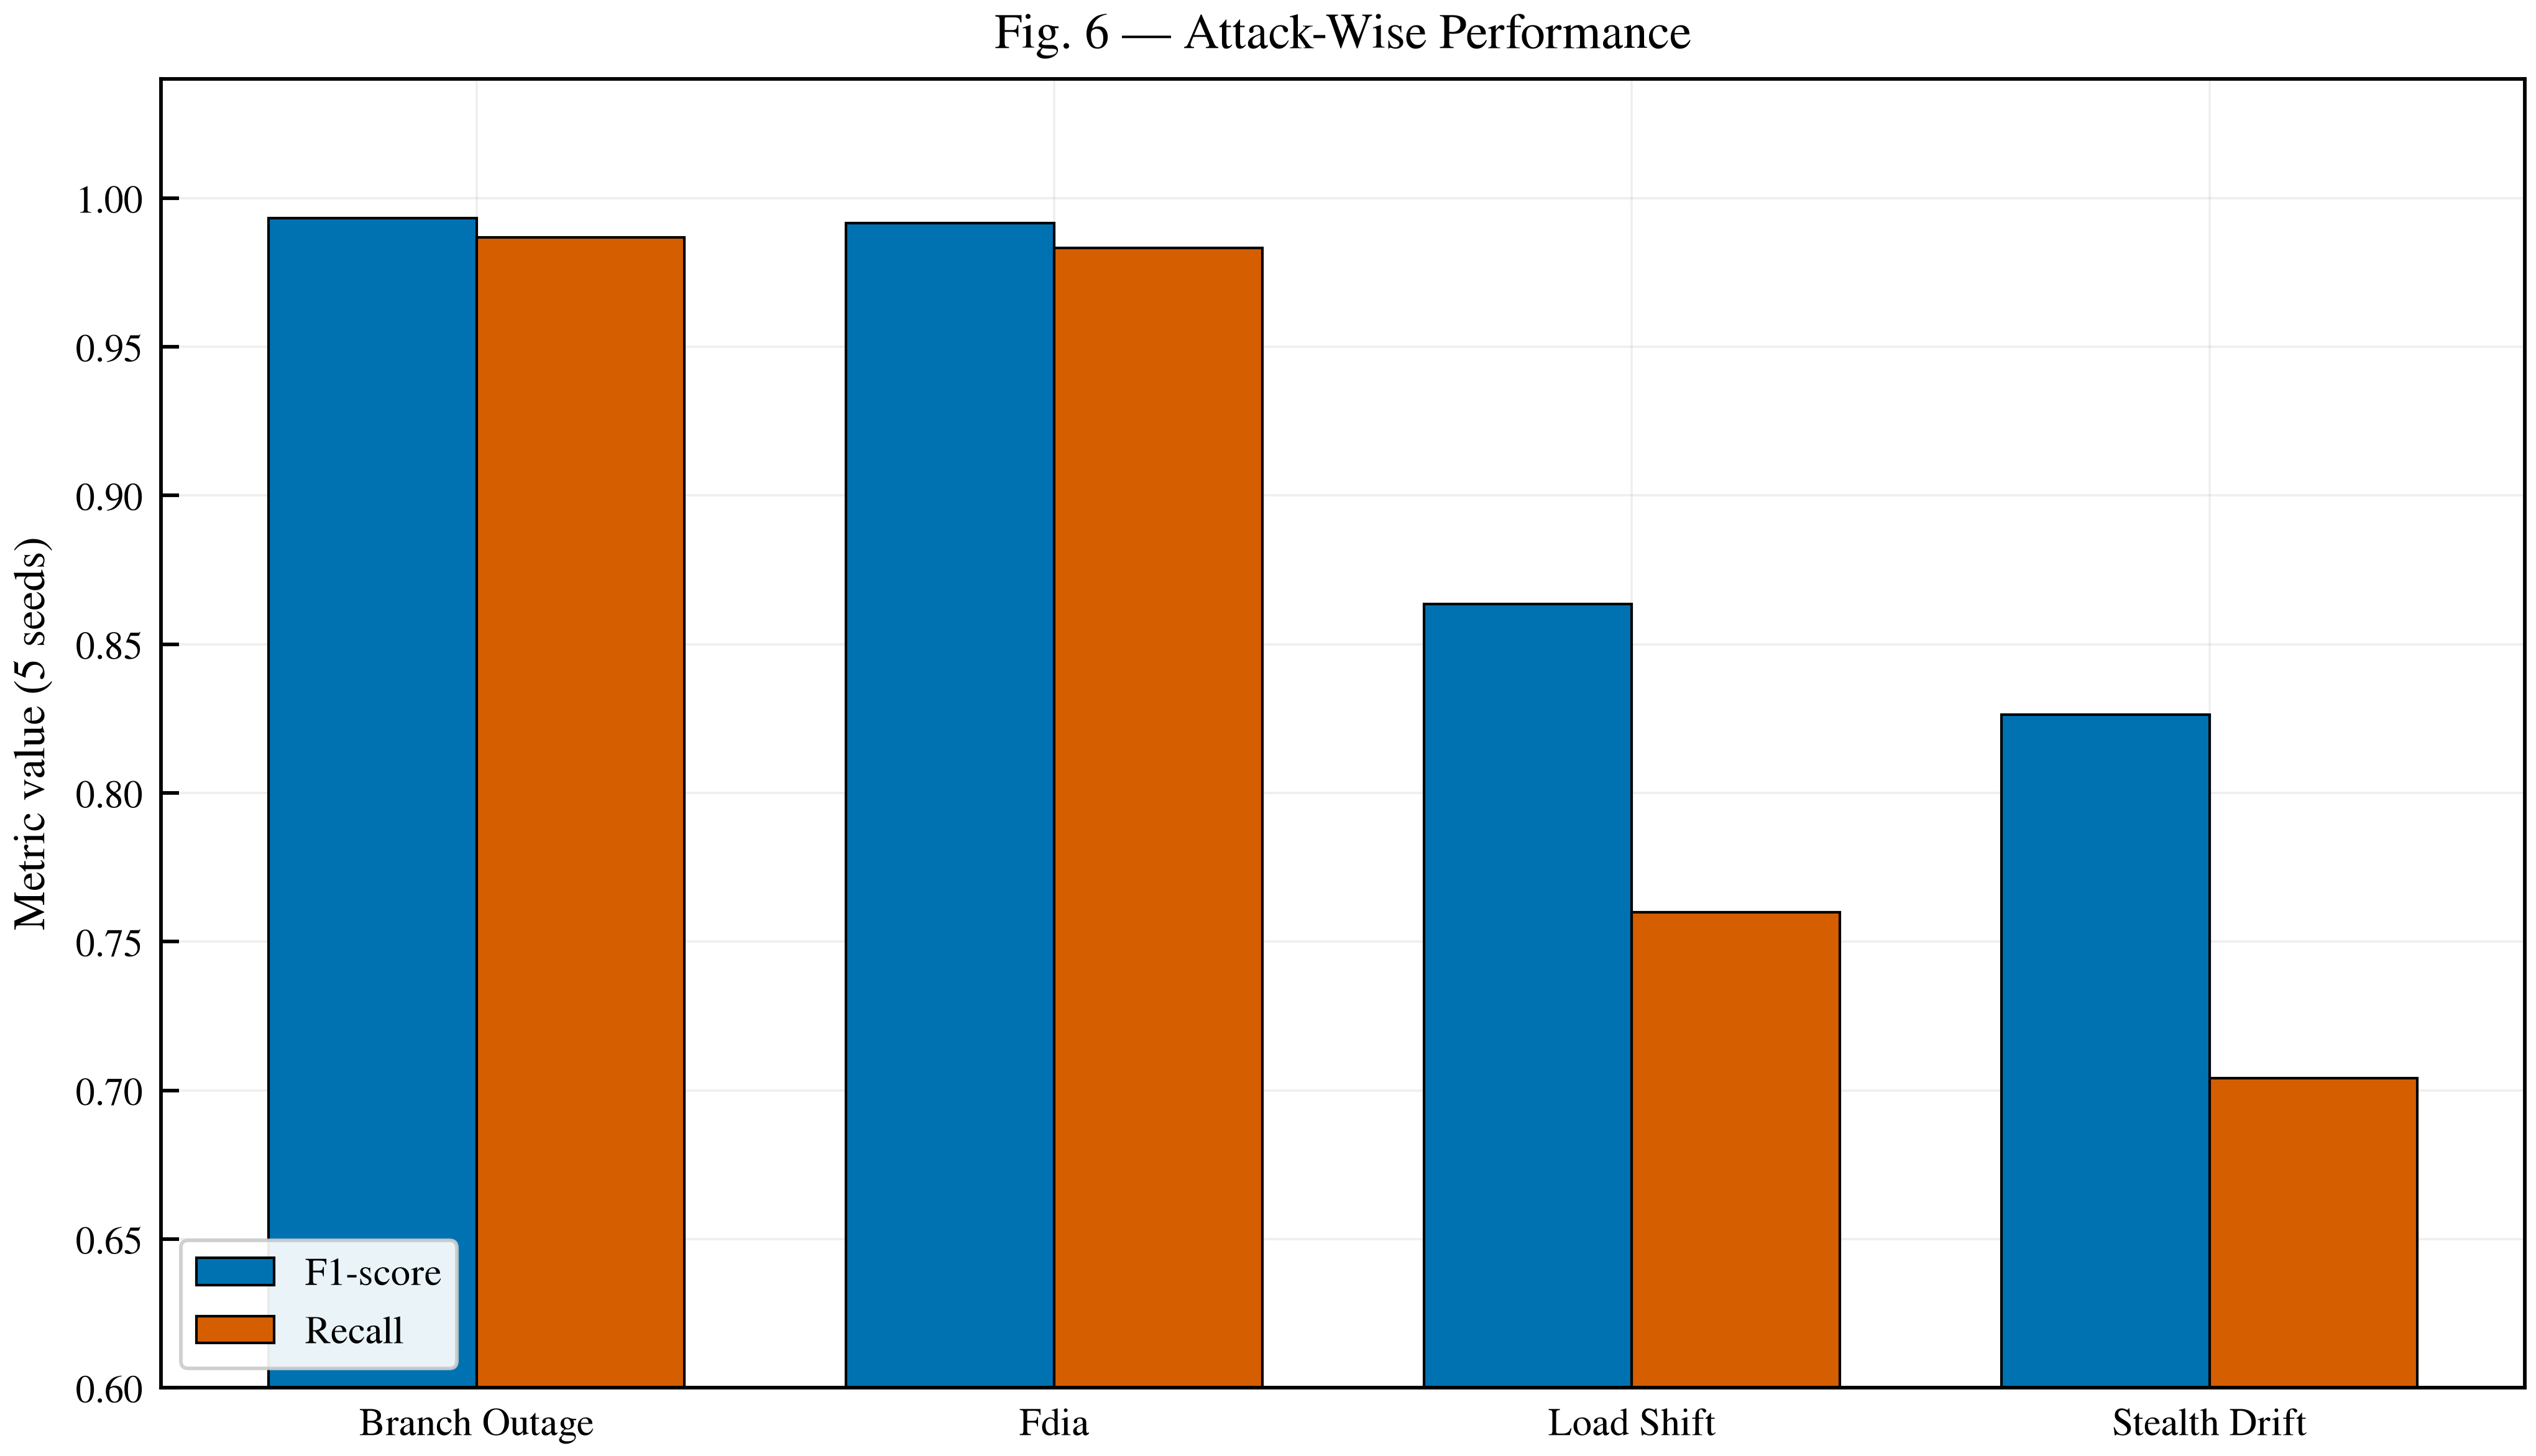 Fig. 6 — Attack-Wise Performance
Metric value (5 seeds)
1.00
0.95
0.90
0.85
0.80
0.75
0.70
0.65
0.60
F1-score
Recall
Branch Outage
Fdia
Load Shift
Stealth Drift